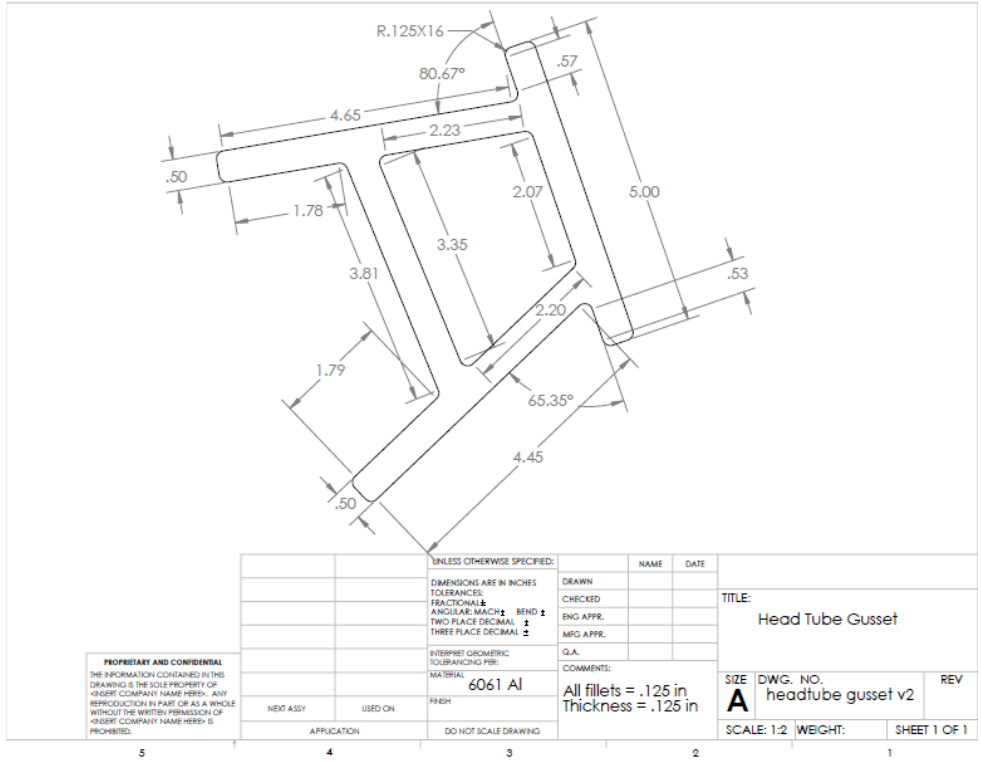 R.125X16
80.67°
.57
4.65
2.23
.50
2.07
5.00
1.78
3.35
3.81
.53
2.20
1.79
65.35°
4.45
.50
UNLESS OTHERWISE SPECIFIED:
DIMENSIONS ARE IN INCHES
TOLERANCES:
FRACTIONAL±
ANGULAR: MACH± BEND ±
TWO PLACE DECIMAL ±
THREE PLACE DECIMAL ±
INTERPRET GEOMETRIC
TOLERANCING PER:
MATERIAL
6061 Al
FINISH
DO NOT SCALE DRAWING
NAME DATE
DRAWN
CHECKED
ENG APPR.
MFG APPR.
Q.A.
COMMENTS:
All fillets = .125 in
Thickness = .125 in
TITLE:
Head Tube Gusset
SIZE DWG. NO. REV
A headtube gusset v2
SCALE: 1:2 WEIGHT: SHEET 1 OF 1
PROPRIETARY AND CONFIDENTIAL
THE INFORMATION CONTAINED IN THIS
DRAWING IS THE SOLE PROPERTY OF
<INSERT COMPANY NAME HERE>. ANY
REPRODUCTION IN PART OR AS A WHOLE
WITHOUT THE WRITTEN PERMISSION OF
<INSERT COMPANY NAME HERE> IS
PROHIBITED.
NEXT ASSY USED ON
APPLICATION
5 4 3 2 1